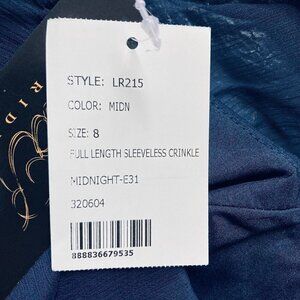 STYLE: LR215
COLOR: MIDN
SIZE: 8
FULL LENGTH SLEEVELESS CRINKLE
MIDNIGHT-E31
320604
888836679535